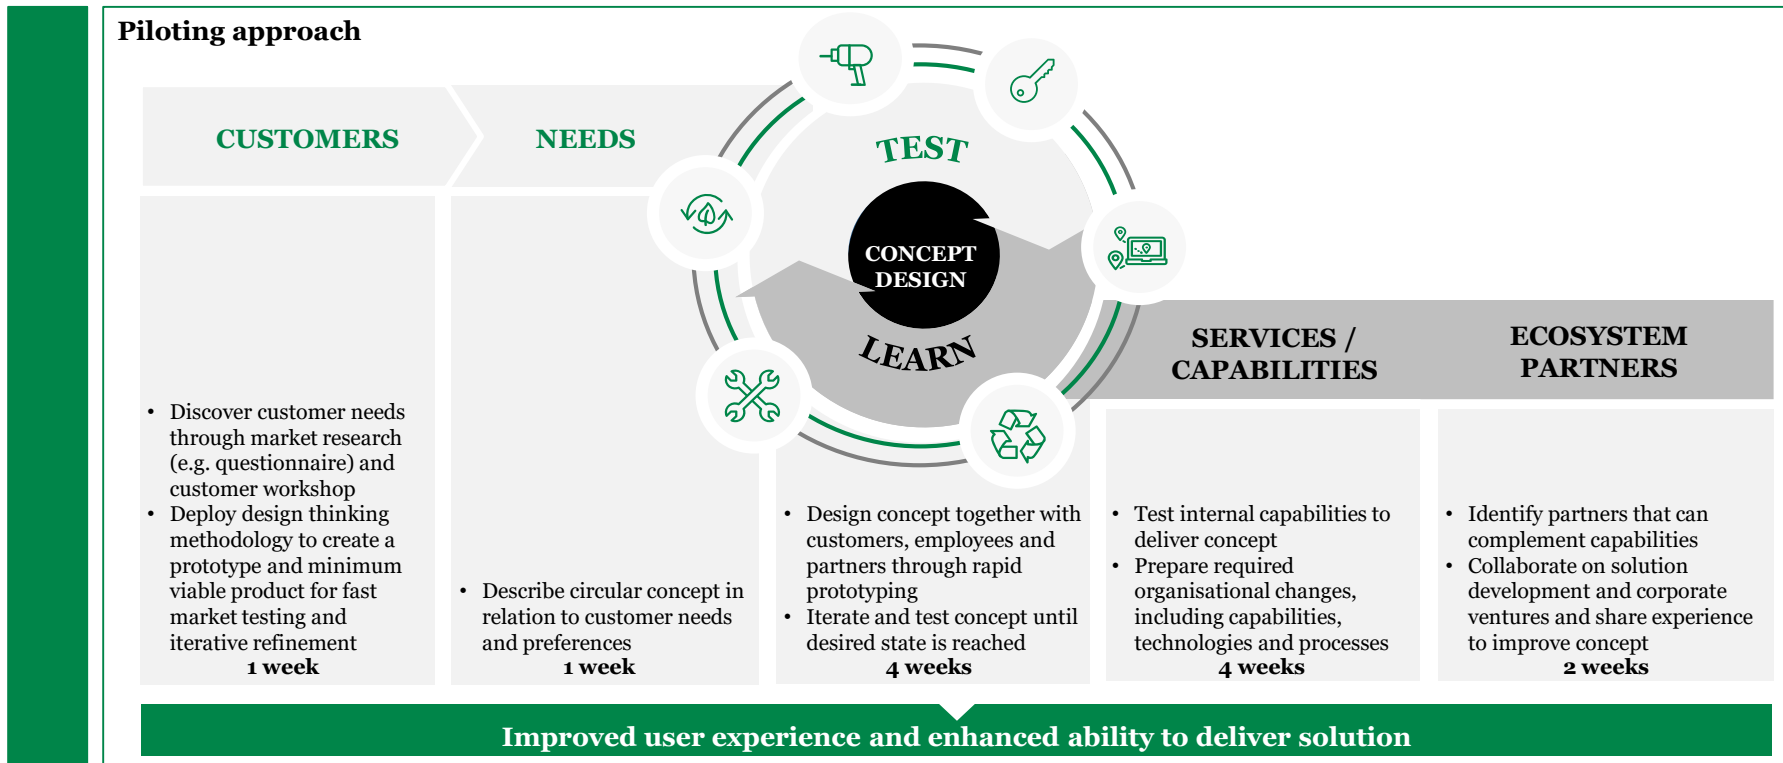 Piloting approach
CUSTOMERS
NEEDS
TEST
CONCEPT
DESIGN
LEARN
SERVICES /
CAPABILITIES
ECOSYSTEM
PARTNERS
• Discover customer needs
through market research
(e.g. questionnaire) and
customer workshop
• Deploy design thinking
methodology to create a
prototype and minimum
viable product for fast
market testing and
iterative refinement
1 week
• Describe circular concept in
relation to customer needs
and preferences
1 week
• Design concept together with
customers, employees and
partners through rapid
prototyping
• Iterate and test concept until
desired state is reached
4 weeks
• Test internal capabilities to
deliver concept
• Prepare required
organisational changes,
including capabilities,
technologies and processes
4 weeks
• Identify partners that can
complement capabilities
• Collaborate on solution
development and corporate
ventures and share experience
to improve concept
2 weeks
Improved user experience and enhanced ability to deliver solution